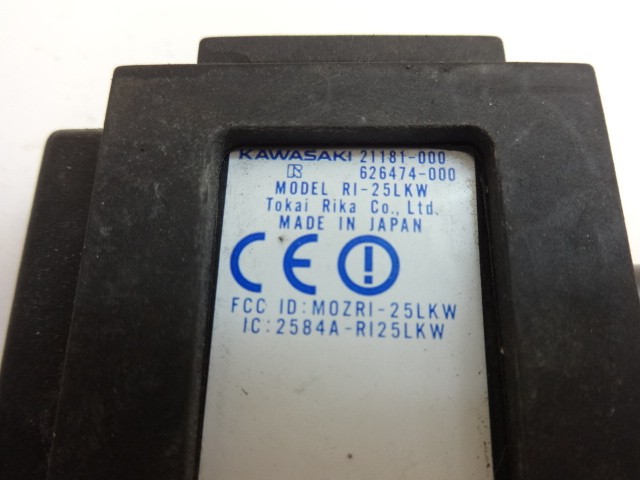 KAWASAKI 21181-000
R 626474-000
MODEL RI-25LKW
Tokai Rika Co., Ltd.
MADE IN JAPAN
CE
FCC ID:MOZRI-25LKW
IC:2584A-RI25LKW